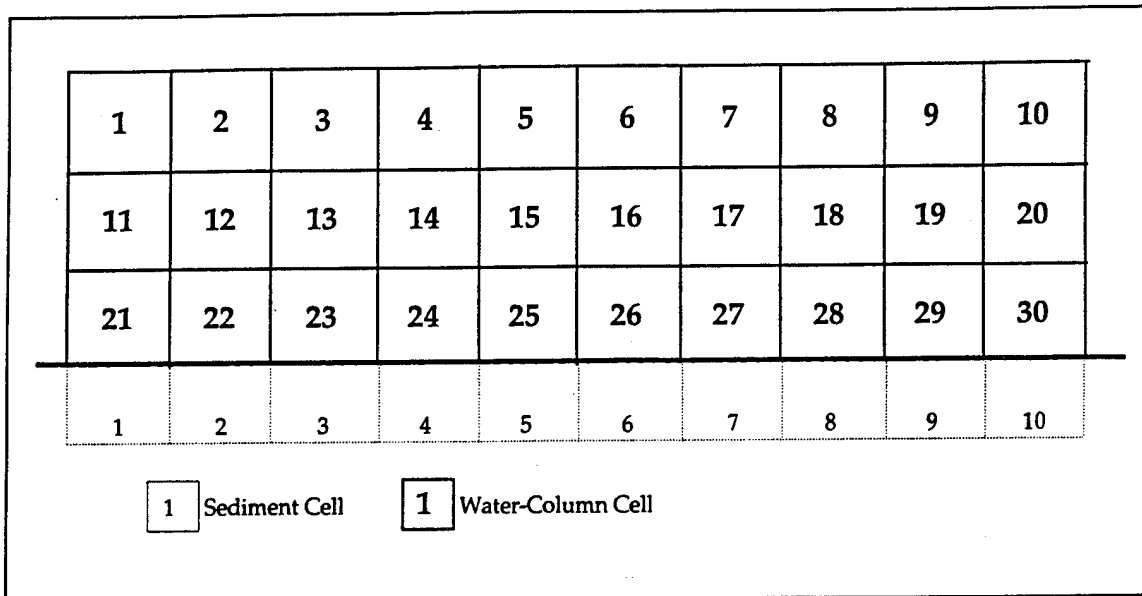 1 2 3 4 5 6 7 8 9 10
11 12 13 14 15 16 17 18 19 20
21 22 23 24 25 26 27 28 29 30
1 2 3 4 5 6 7 8 9 10
1 Sediment Cell 1 Water-Column Cell